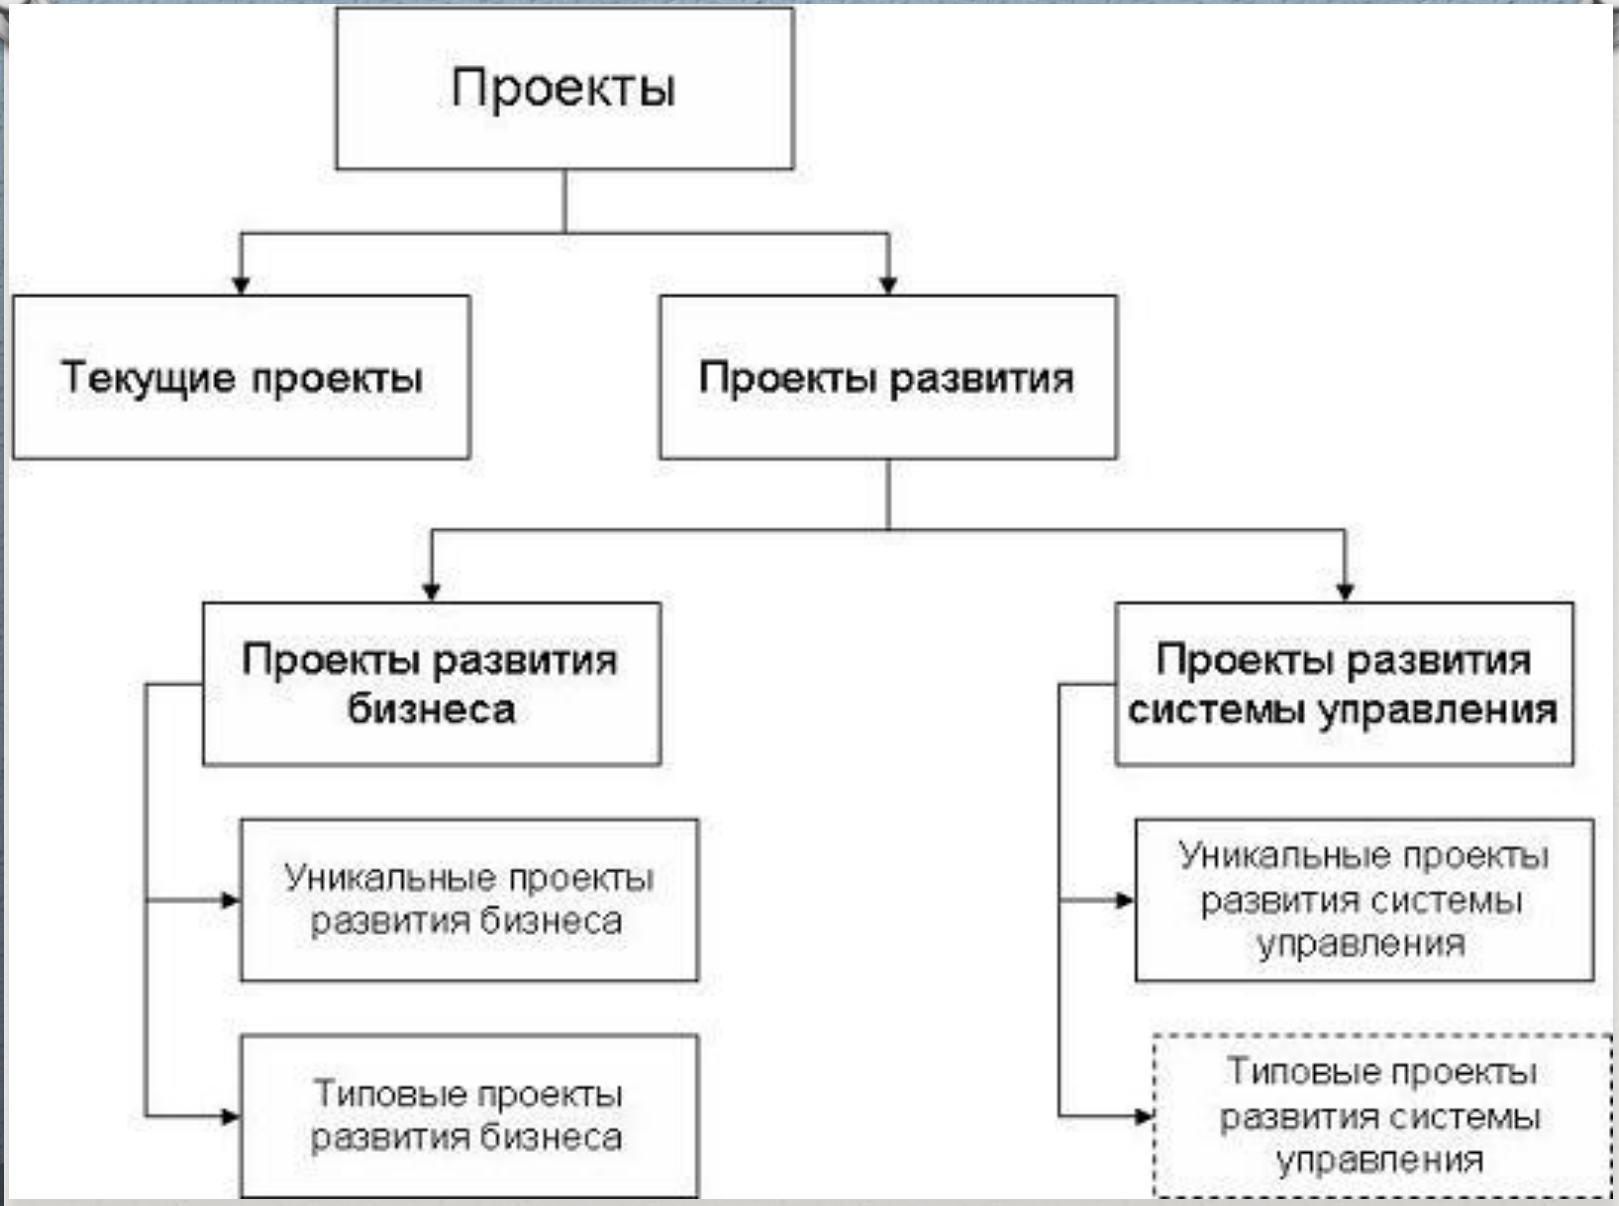 Проекты
Текущие проекты
Проекты развития
Проекты развития
бизнеса
Проекты развития
системы управления
Уникальные проекты
развития бизнеса
Уникальные проекты
развития системы
управления
Типовые проекты
развития бизнеса
Типовые проекты
развития системы
управления